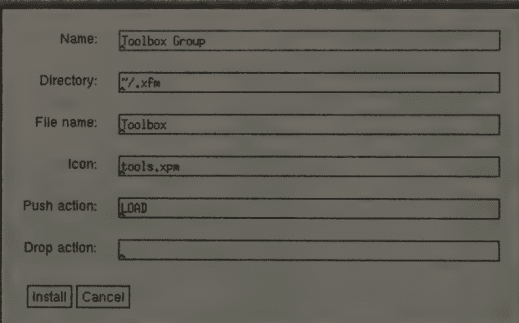 Name: Toolbox Group
Directory: ~/.xfm
File name: Toolbox
Icon: tools.xpm
Push action: LOAD
Drop action:
Install Cancel